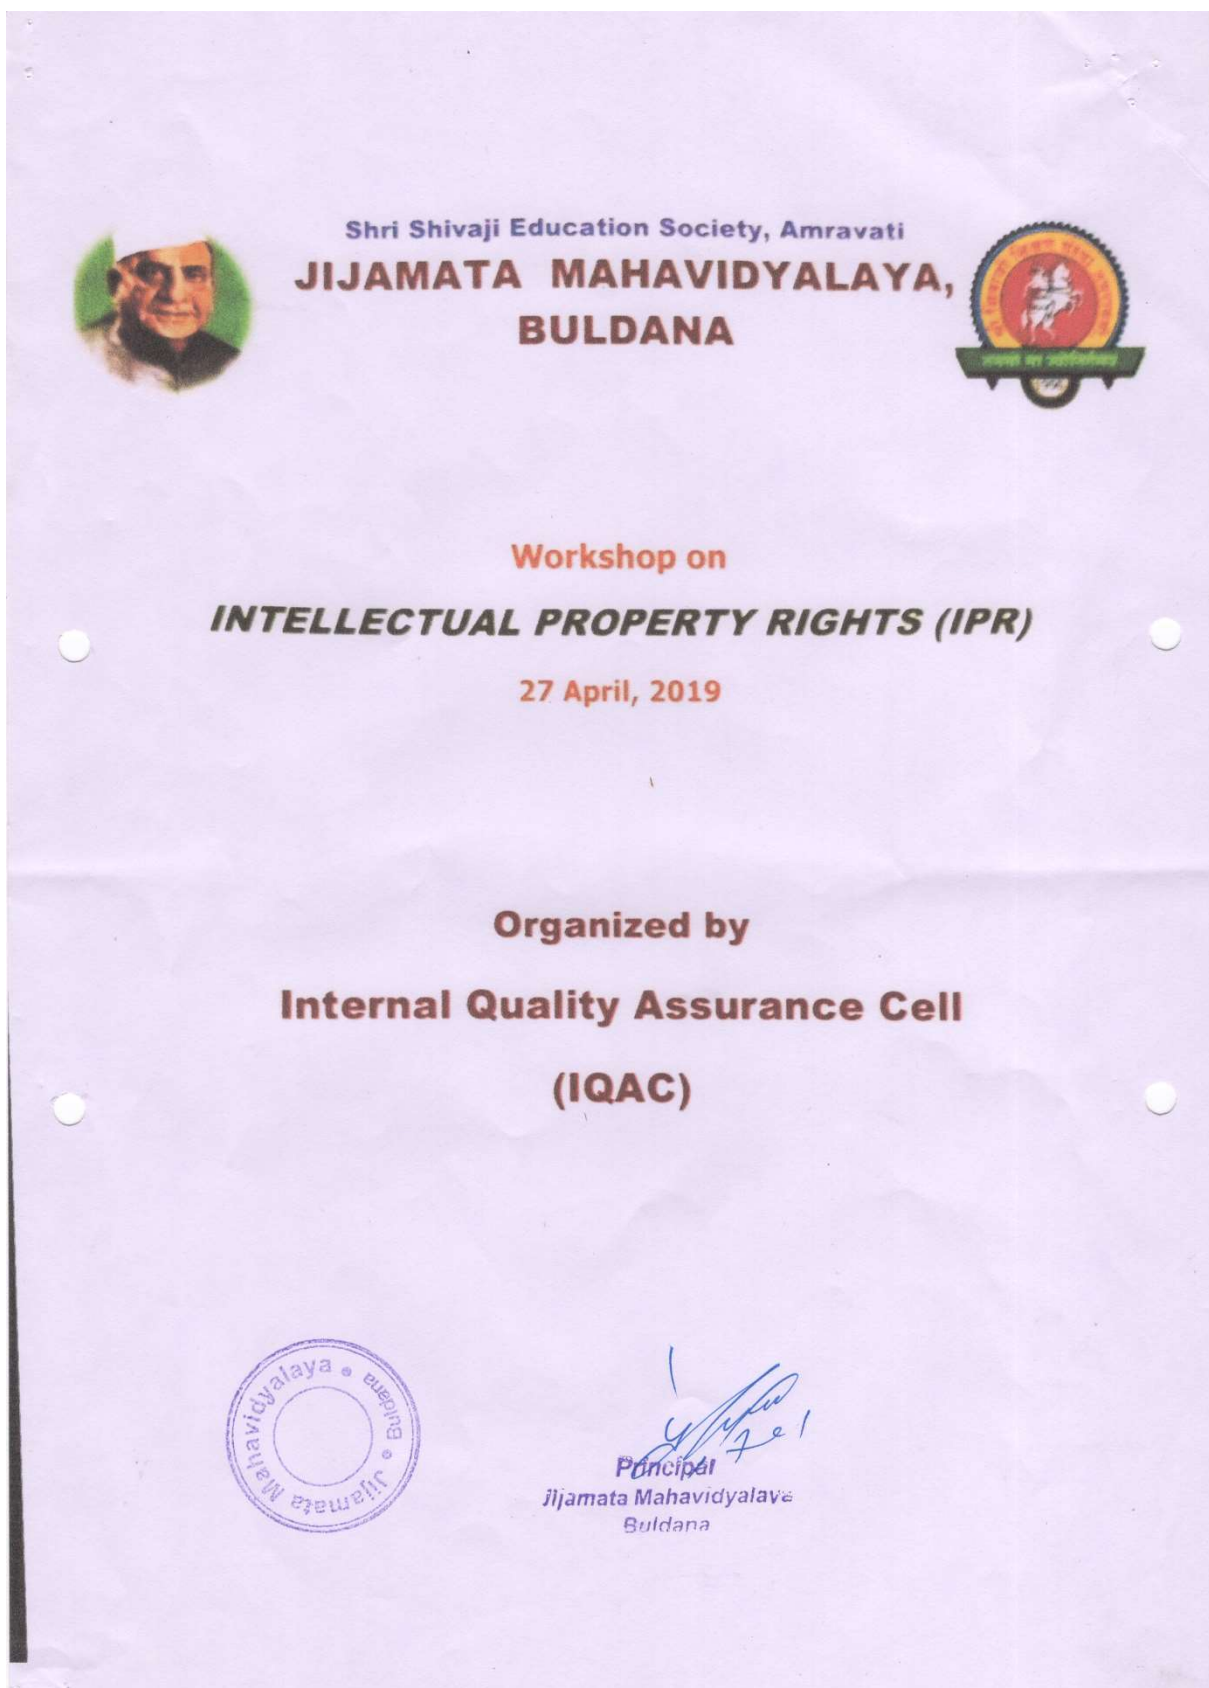 Shri Shivaji Education Society, Amravati
JIJAMATA MAHAVIDYALAYA,
BULDANA
Workshop on
INTELLECTUAL PROPERTY RIGHTS (IPR)
27 April, 2019
Organized by
Internal Quality Assurance Cell
(IQAC)
Jijamata Mahavidyalaya • Buldana •
Principal
Jijamata Mahavidyalaya
Buldana